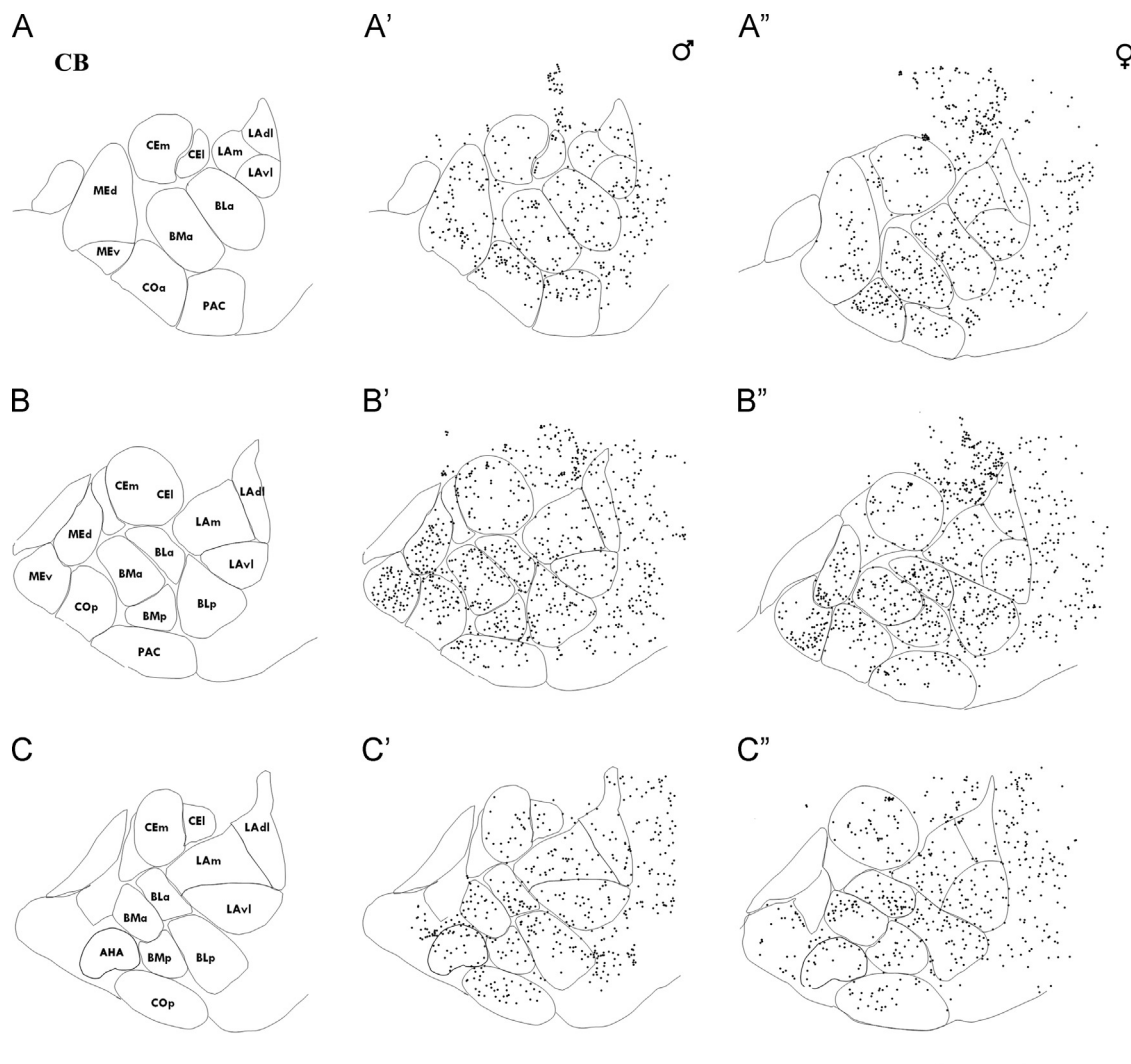 A A’ A”
CB ♂ ♀
LAdl
CEm CEl LAm
LAvl
MEd
BLa
BMa
MEv
COa
PAC
B B’ B”
CEm CEl LAdl
LAm
MEd
BLa
LAvl
MEv BMa
COp BMp BLp
PAC
C C’ C”
CEm CEl LAdl
LAm
BLa
BMa LAvl
AHA BMp BLp
COp